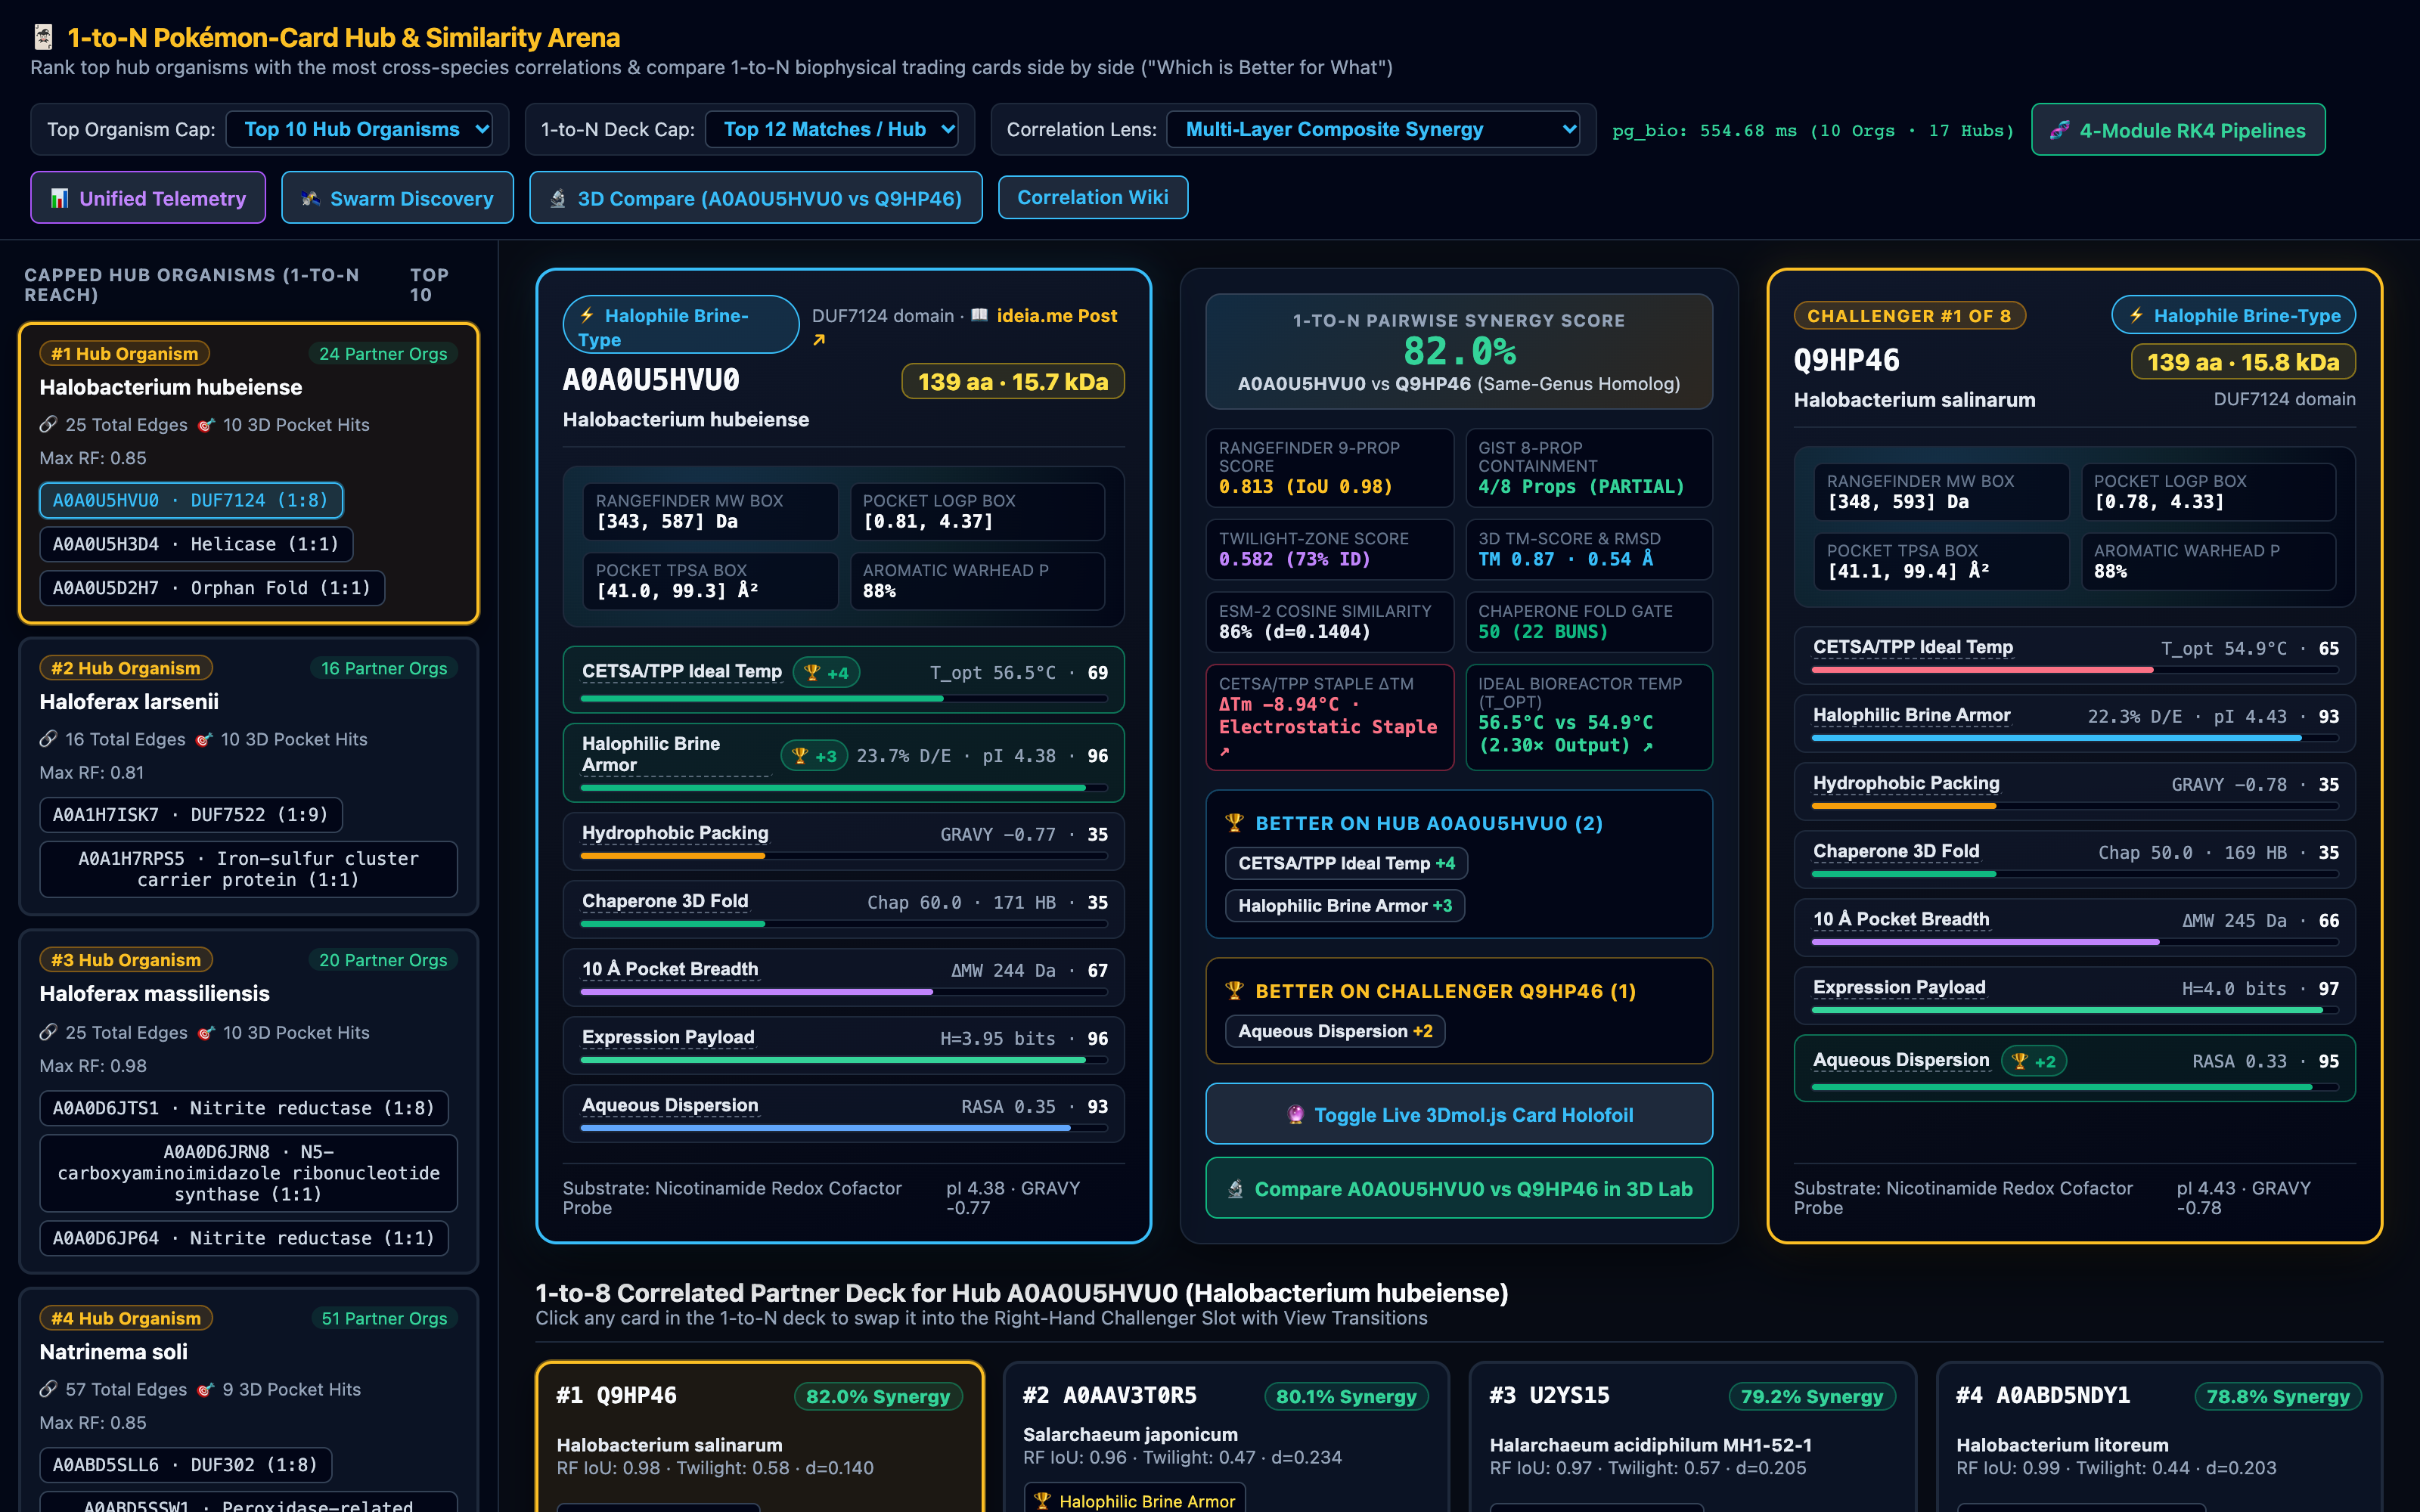 🃏 1-to-N Pokémon-Card Hub & Similarity Arena
Rank top hub organisms with the most cross-species correlations & compare 1-to-N biophysical trading cards side by side ("Which is Better for What")
Top Organism Cap: Top 10 Hub Organisms
1-to-N Deck Cap: Top 12 Matches / Hub
Correlation Lens: Multi-Layer Composite Synergy
pg_bio: 554.68 ms (10 Orgs · 17 Hubs)
🧬 4-Module RK4 Pipelines
📊 Unified Telemetry
🛰️ Swarm Discovery
🔬 3D Compare (A0A0U5HVU0 vs Q9HP46)
Correlation Wiki
CAPPED HUB ORGANISMS (1-TO-N
REACH)
TOP
10
#1 Hub Organism
24 Partner Orgs
Halobacterium hubeiense
🔗 25 Total Edges 🎯 10 3D Pocket Hits
Max RF: 0.85
A0A0U5HVU0 · DUF7124 (1:8)
A0A0U5H3D4 · Helicase (1:1)
A0A0U5D2H7 · Orphan Fold (1:1)
#2 Hub Organism
16 Partner Orgs
Haloferax larsenii
🔗 16 Total Edges 🎯 10 3D Pocket Hits
Max RF: 0.81
A0A1H7ISK7 · DUF7522 (1:9)
A0A1H7RPS5 · Iron-sulfur cluster
carrier protein (1:1)
#3 Hub Organism
20 Partner Orgs
Haloferax massiliensis
🔗 25 Total Edges 🎯 10 3D Pocket Hits
Max RF: 0.98
A0A0D6JTS1 · Nitrite reductase (1:8)
A0A0D6JRN8 · N5-
carboxyaminoimidazole ribonucleotide
synthase (1:1)
A0A0D6JP64 · Nitrite reductase (1:1)
#4 Hub Organism
51 Partner Orgs
Natrinema soli
🔗 57 Total Edges 🎯 9 3D Pocket Hits
Max RF: 0.85
A0ABD5SLL6 · DUF302 (1:8)
A0ABD5SSW1 · Peroxidase-related
⚡ Halophile Brine-
Type
DUF7124 domain · 📖 ideia.me Post
↗
A0A0U5HVU0
139 aa · 15.7 kDa
Halobacterium hubeiense
RANGEFINDER MW BOX
[343, 587] Da
POCKET LOGP BOX
[0.81, 4.37]
POCKET TPSA BOX
[41.0, 99.3] Å²
AROMATIC WARHEAD P
88%
CETSA/TPP Ideal Temp 🏆 +4 T_opt 56.5°C · 69
Halophilic Brine
Armor
🏆 +3 23.7% D/E · pI 4.38 · 96
Hydrophobic Packing GRAVY −0.77 · 35
Chaperone 3D Fold Chap 60.0 · 171 HB · 35
10 Å Pocket Breadth ΔMW 244 Da · 67
Expression Payload H=3.95 bits · 96
Aqueous Dispersion RASA 0.35 · 93
Substrate: Nicotinamide Redox Cofactor
Probe
pI 4.38 · GRAVY
-0.77
1-TO-N PAIRWISE SYNERGY SCORE
82.0%
A0A0U5HVU0 vs Q9HP46 (Same-Genus Homolog)
RANGEFINDER 9-PROP
SCORE
0.813 (IoU 0.98)
GIST 8-PROP
CONTAINMENT
4/8 Props (PARTIAL)
TWILIGHT-ZONE SCORE
0.582 (73% ID)
3D TM-SCORE & RMSD
TM 0.87 · 0.54 Å
ESM-2 COSINE SIMILARITY
86% (d=0.1404)
CHAPERONE FOLD GATE
50 (22 BUNS)
CETSA/TPP STAPLE ΔTM
ΔTm −8.94°C ·
Electrostatic Staple
↗
IDEAL BIOREACTOR TEMP
(T_OPT)
56.5°C vs 54.9°C
(2.30× Output) ↗
🏆 BETTER ON HUB A0A0U5HVU0 (2)
CETSA/TPP Ideal Temp +4
Halophilic Brine Armor +3
🏆 BETTER ON CHALLENGER Q9HP46 (1)
Aqueous Dispersion +2
🔮 Toggle Live 3Dmol.js Card Holofoil
🔬 Compare A0A0U5HVU0 vs Q9HP46 in 3D Lab
CHALLENGER #1 OF 8
⚡ Halophile Brine-Type
Q9HP46
139 aa · 15.8 kDa
Halobacterium salinarum
DUF7124 domain
RANGEFINDER MW BOX
[348, 593] Da
POCKET LOGP BOX
[0.78, 4.33]
POCKET TPSA BOX
[41.1, 99.4] Å²
AROMATIC WARHEAD P
88%
CETSA/TPP Ideal Temp T_opt 54.9°C · 65
Halophilic Brine Armor 22.3% D/E · pI 4.43 · 93
Hydrophobic Packing GRAVY −0.78 · 35
Chaperone 3D Fold Chap 50.0 · 169 HB · 35
10 Å Pocket Breadth ΔMW 245 Da · 66
Expression Payload H=4.0 bits · 97
Aqueous Dispersion 🏆 +2 RASA 0.33 · 95
Substrate: Nicotinamide Redox Cofactor
Probe
pI 4.43 · GRAVY
-0.78
1-to-8 Correlated Partner Deck for Hub A0A0U5HVU0 (Halobacterium hubeiense)
Click any card in the 1-to-N deck to swap it into the Right-Hand Challenger Slot with View Transitions
#1 Q9HP46
82.0% Synergy
Halobacterium salinarum
RF IoU: 0.98 · Twilight: 0.58 · d=0.140
#2 A0AAV3T0R5
80.1% Synergy
Salarchaeum japonicum
RF IoU: 0.96 · Twilight: 0.47 · d=0.234
🏆 Halophilic Brine Armor
#3 U2YS15
79.2% Synergy
Halarchaeum acidiphilum MH1-52-1
RF IoU: 0.97 · Twilight: 0.57 · d=0.205
#4 A0ABD5NDY1
78.8% Synergy
Halobacterium litoreum
RF IoU: 0.99 · Twilight: 0.44 · d=0.203